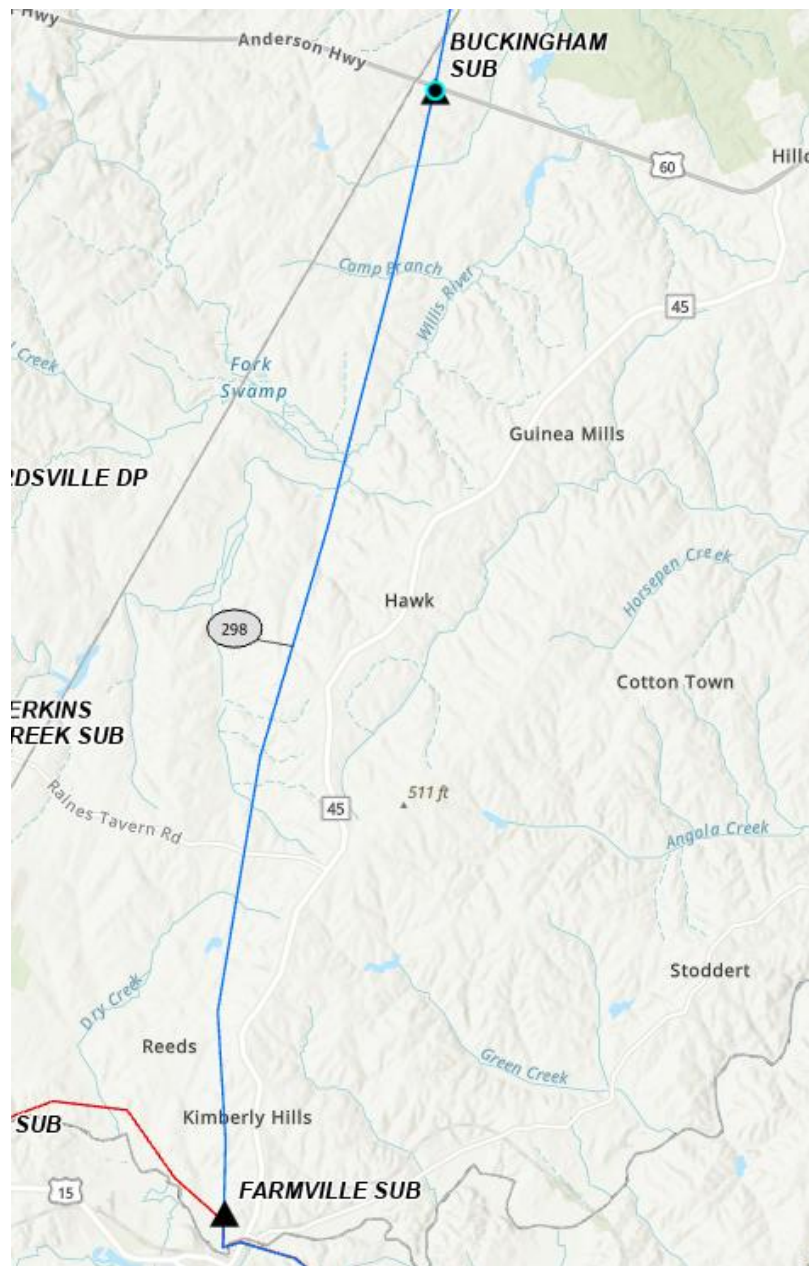 Hwy
Anderson Hwy
BUCKINGHAM
SUB
60
Camp Branch
Willis River
45
Creek
Fork
Swamp
Guinea Mills
RDSVILLE DP
Horsepen Creek
Hawk
298
Cotton Town
ERKINS
REEK SUB
511 ft
45
Raines Tavern Rd
Angola Creek
Stoddert
Dry Creek
Reeds
Green Creek
Kimberly Hills
SUB
FARMVILLE SUB
15